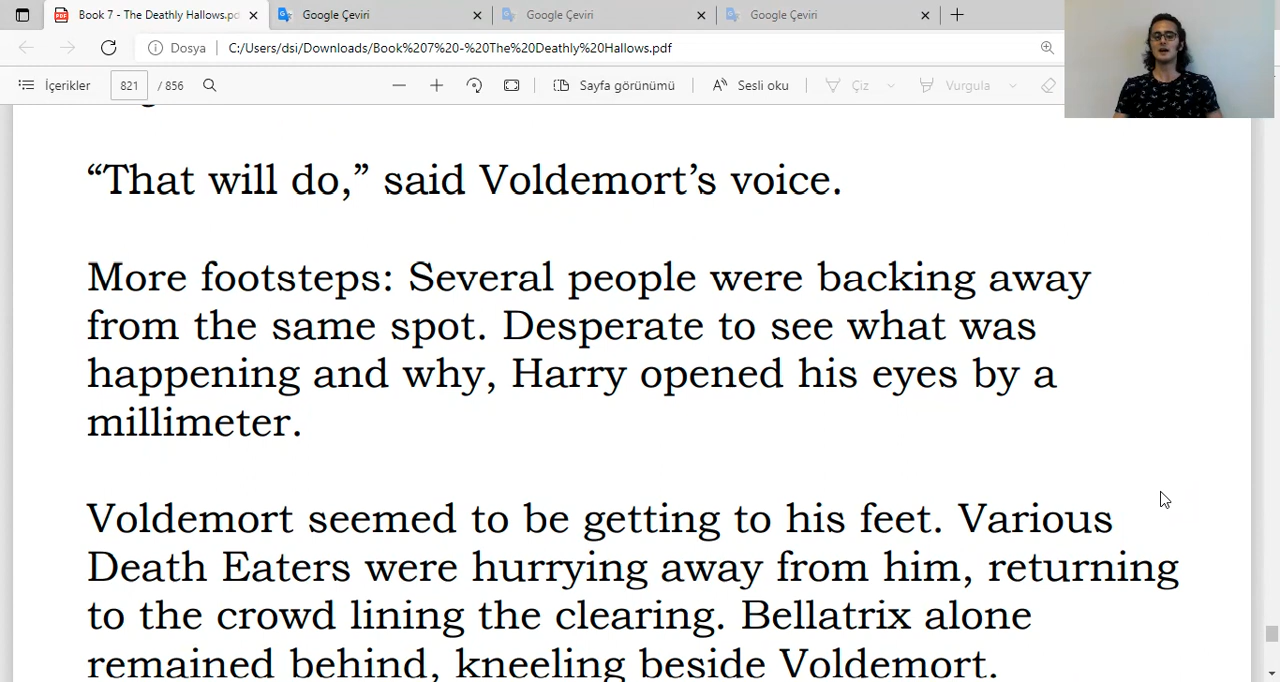 Book 7 - The Deathly Hallows.pd
Google Çeviri
Google Çeviri
Google Çeviri
Dosya
C:/Users/dsi/Downloads/Book%207%20-%20The%20Deathly%20Hallows.pdf
İçerikler
821
/ 856
Sayfa görünümü
Sesli oku
Çiz
Vurgula
“That will do,” said Voldemort’s voice.
More footsteps: Several people were backing away
from the same spot. Desperate to see what was
happening and why, Harry opened his eyes by a
millimeter.
Voldemort seemed to be getting to his feet. Various
Death Eaters were hurrying away from him, returning
to the crowd lining the clearing. Bellatrix alone
remained behind, kneeling beside Voldemort.